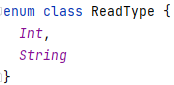 enum class ReadType {
    Int,
    String
}